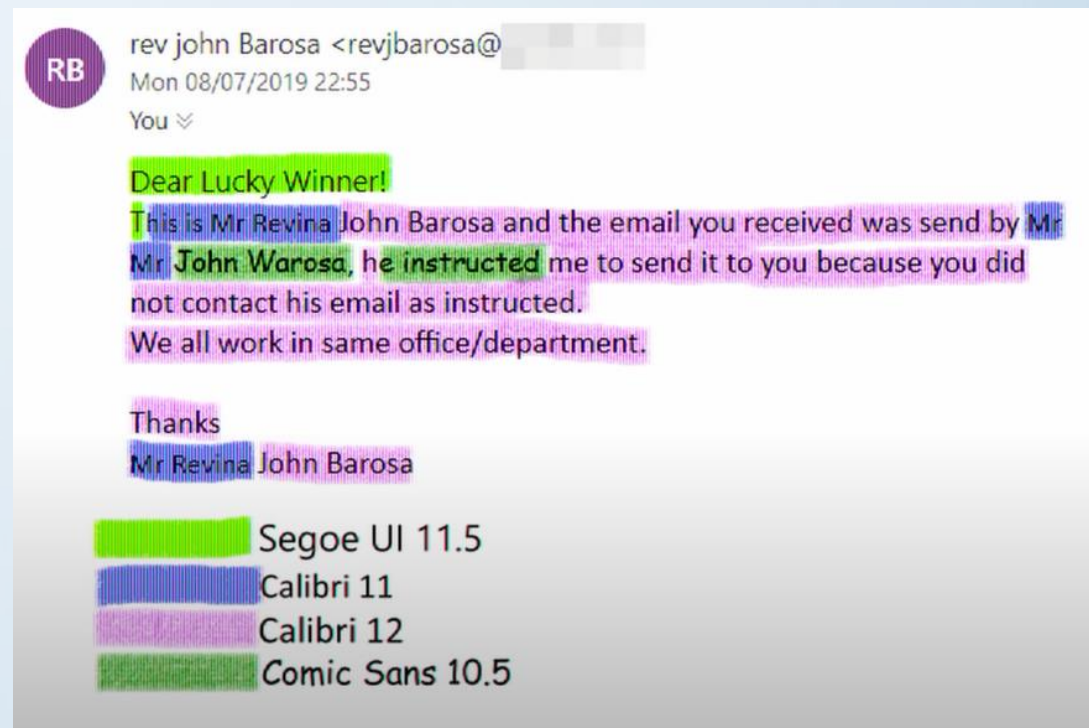 RB
rev john Barosa <revjbarosa@
Mon 08/07/2019 22:55
You
Dear Lucky Winner!
This is Mr Revina John Barosa and the email you received was send by Mr
Mr John Warosa, he instructed me to send it to you because you did
not contact his email as instructed.
We all work in same office/department.
Thanks
Mr Revina John Barosa
Segoe UI 11.5
Calibri 11
Calibri 12
Comic Sans 10.5